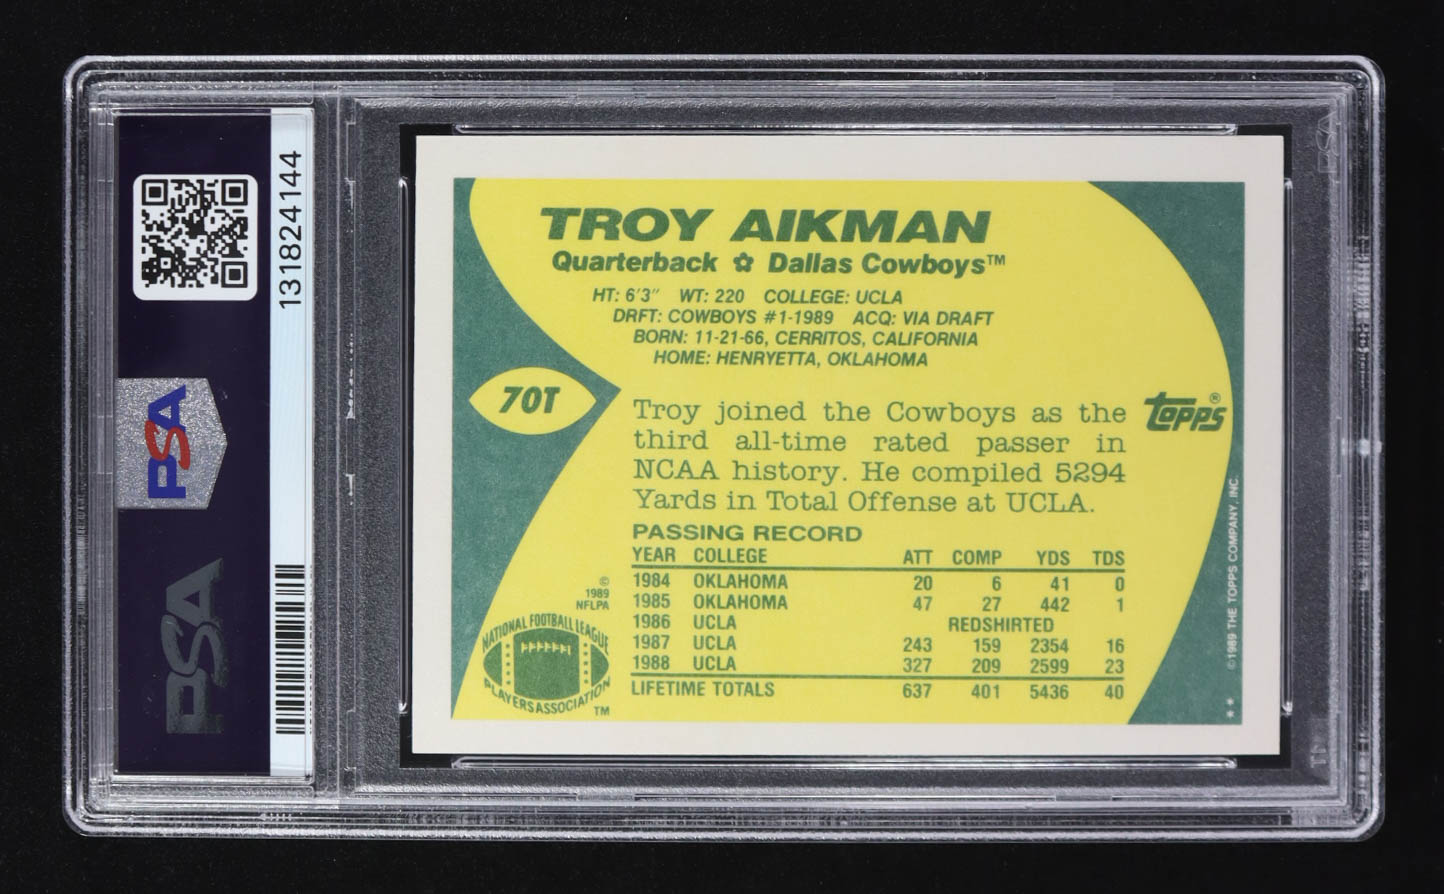 131824144
PSA
PSA
TROY AIKMAN
Quarterback ✿ Dallas Cowboys™
HT: 6'3" WT: 220 COLLEGE: UCLA
DRFT: COWBOYS #1-1989 ACQ: VIA DRAFT
BORN: 11-21-66, CERRITOS, CALIFORNIA
HOME: HENRYETTA, OKLAHOMA
70T
Troy joined the Cowboys as the
third all-time rated passer in
NCAA history. He compiled 5294
Yards in Total Offense at UCLA.
topps®
PASSING RECORD
YEAR COLLEGE ATT COMP YDS TDS
1984 OKLAHOMA 20 6 41 0
1985 OKLAHOMA 47 27 442 1
1986 UCLA REDSHIRTED
1987 UCLA 243 159 2354 16
1988 UCLA 327 209 2599 23
LIFETIME TOTALS 637 401 5436 40
©
1989
NFLPA
NATIONAL FOOTBALL LEAGUE
PLAYERS ASSOCIATION
TM
**
©1989 THE TOPPS COMPANY, INC.
PSA